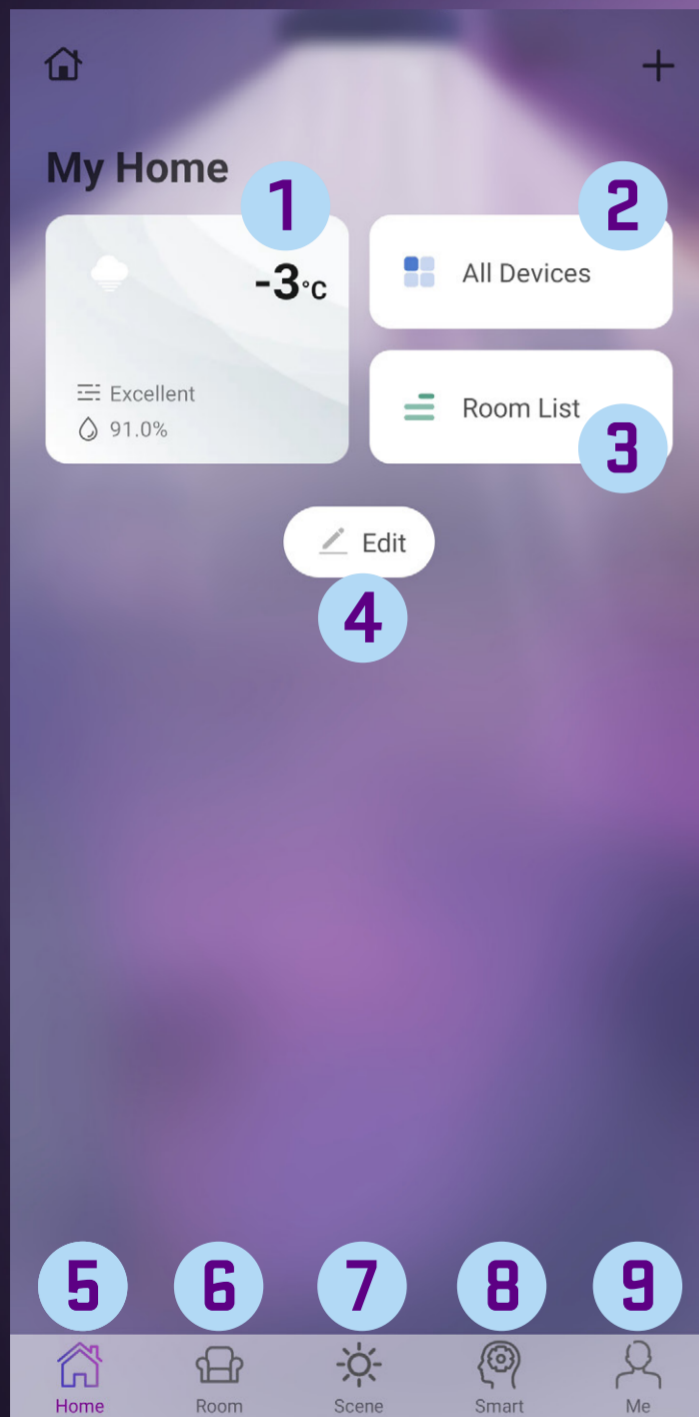 My Home
1
2
-3°C
All Devices
Excellent
91.0%
Room List
3
Edit
4
5 6 7 8 9
Home Room Scene Smart Me